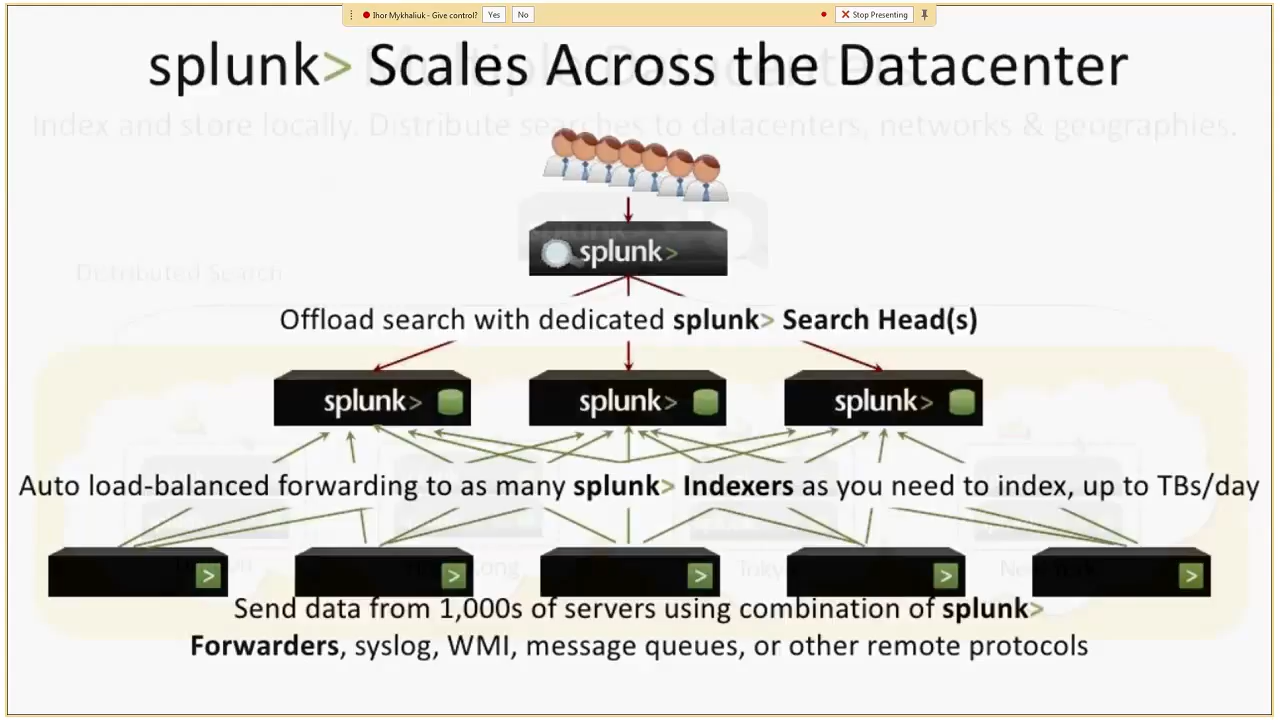 Ihor Mykhaliuk - Give control? Yes No Stop Presenting
splunk> Scales Across the Datacenter
Multiple Datacenters
Index and store locally. Distribute searches to datacenters, networks & geographies.
splunk>
Distributed Search
Offload search with dedicated splunk> Search Head(s)
splunk> splunk> splunk>
Auto load-balanced forwarding to as many splunk> Indexers as you need to index, up to TBs/day
> > > > >
Send data from 1,000s of servers using combination of splunk>
Forwarders, syslog, WMI, message queues, or other remote protocols